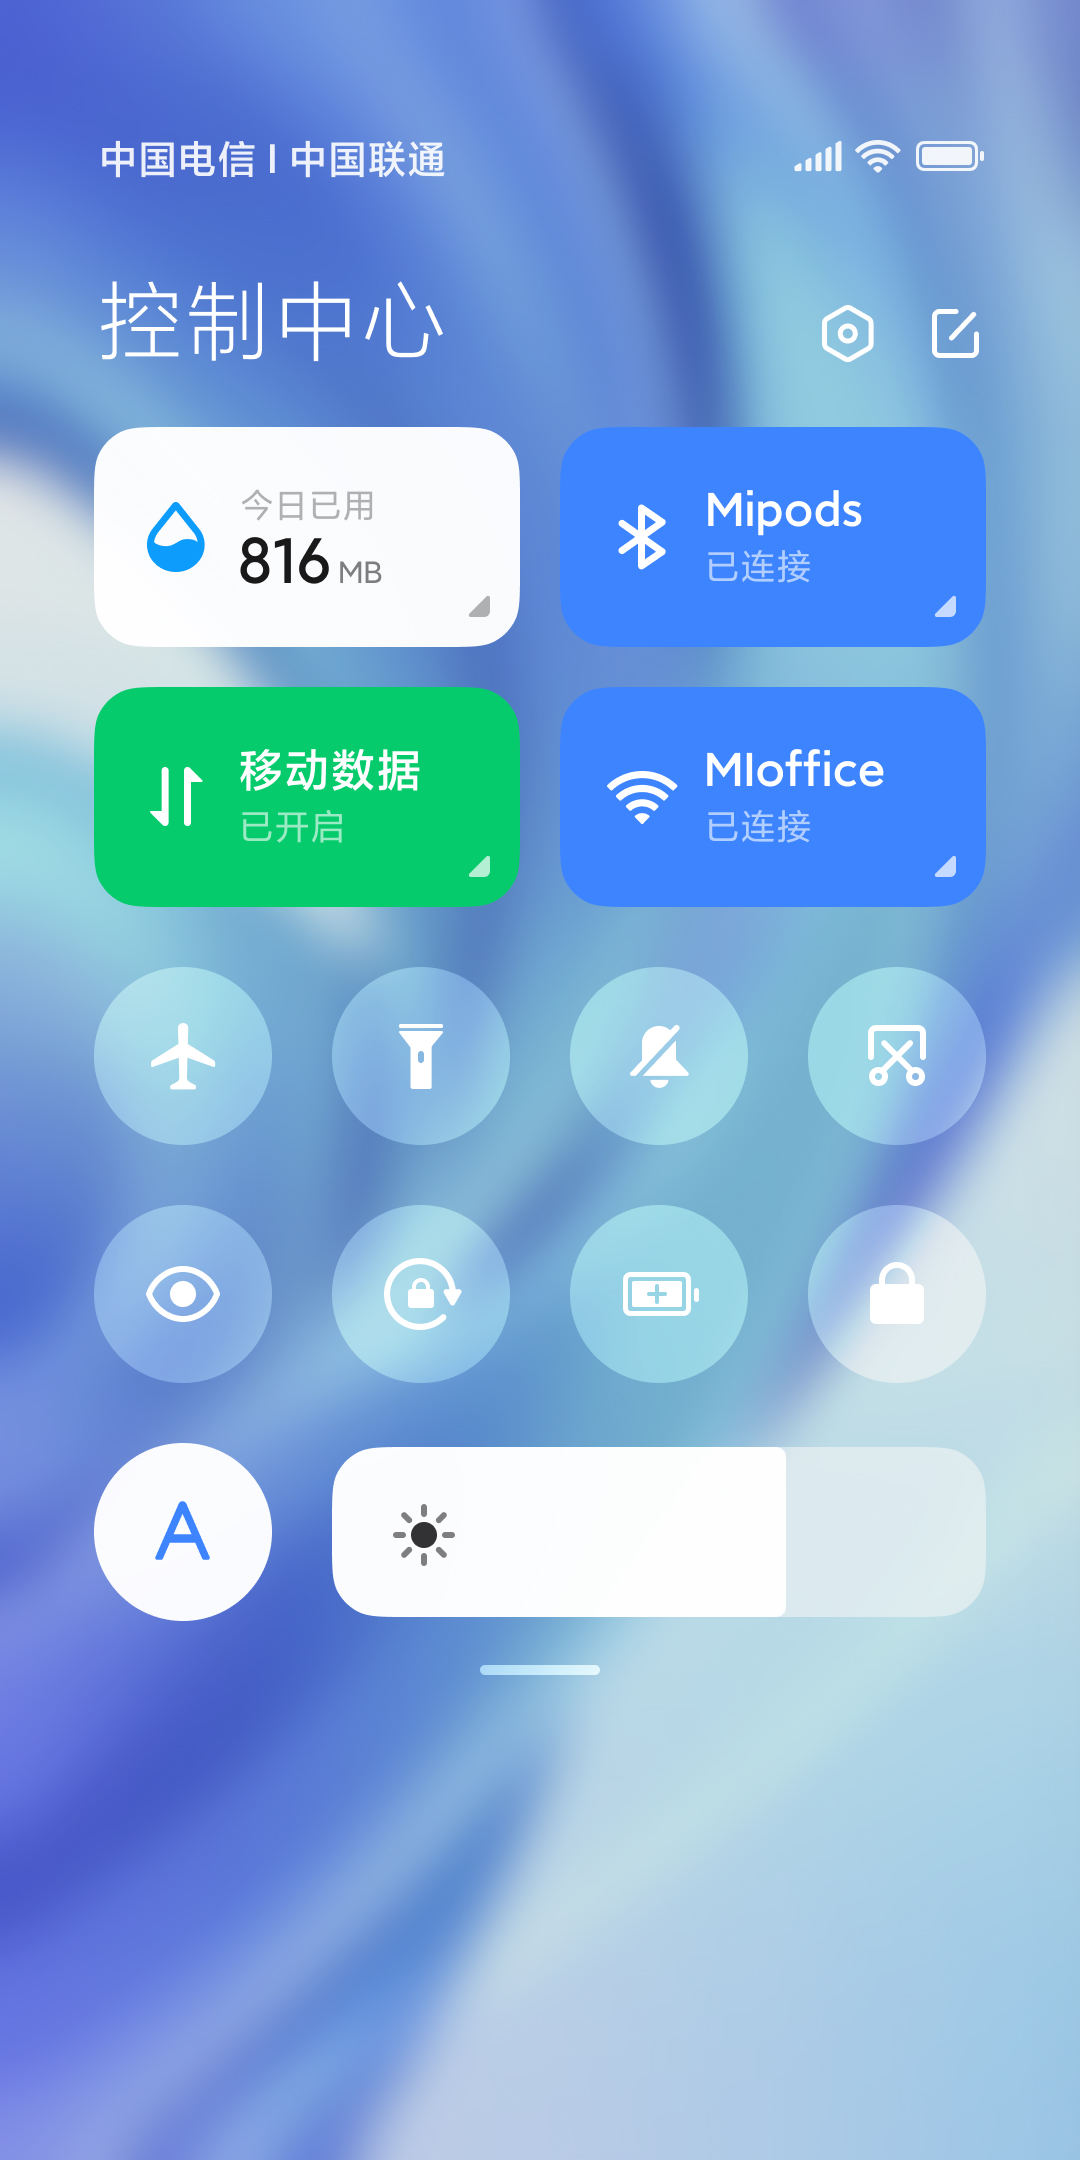 中国电信 | 中国联通
控制中心
今日已用
816 MB
Mipods
已连接
移动数据
已开启
MIoffice
已连接
A